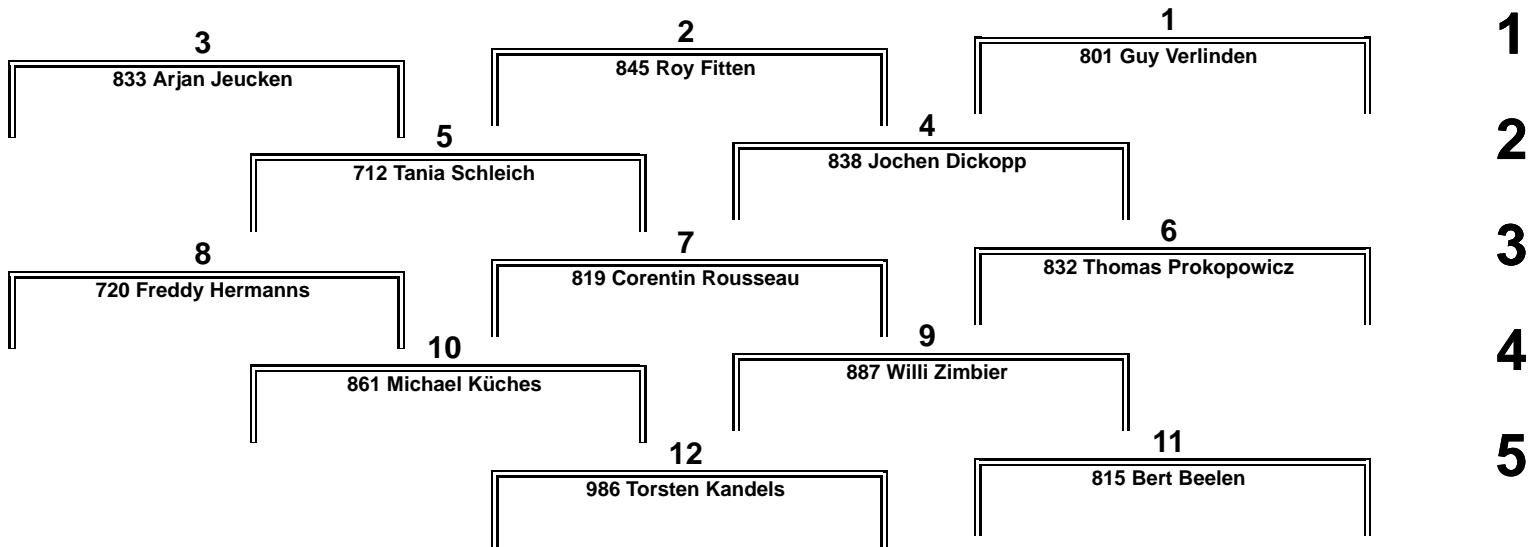 3 2 1 1
833 Arjan Jeucken 845 Roy Fitten 801 Guy Verlinden
5 4 2
712 Tania Schleich 838 Jochen Dickopp
8 7 6 3
720 Freddy Hermanns 819 Corentin Rousseau 832 Thomas Prokopowicz
10 9 4
861 Michael Küches 887 Willi Zimbier
12 11 5
986 Torsten Kandels 815 Bert Beelen